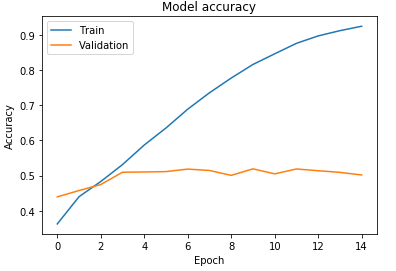 Model accuracy
Train
Validation
Accuracy
0.9
0.8
0.7
0.6
0.5
0.4
0 2 4 6 8 10 12 14
Epoch